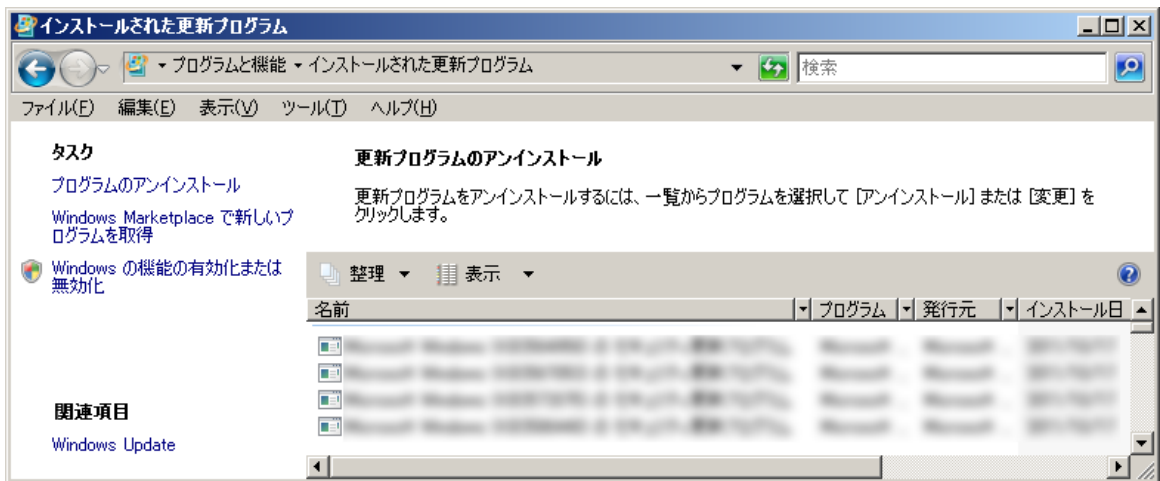 インストールされた更新プログラム
プログラムと機能 インストールされた更新プログラム
検索
ファイル(F) 編集(E) 表示(V) ツール(T) ヘルプ(H)
タスク
プログラムのアンインストール
Windows Marketplace で新しいプ
ログラムを取得
Windows の機能の有効化または
無効化
関連項目
Windows Update
更新プログラムのアンインストール
更新プログラムをアンインストールするには、一覧からプログラムを選択して [アンインストール] または [変更] を
クリックします。
整理 表示
名前 プログラム 発行元 インストール日